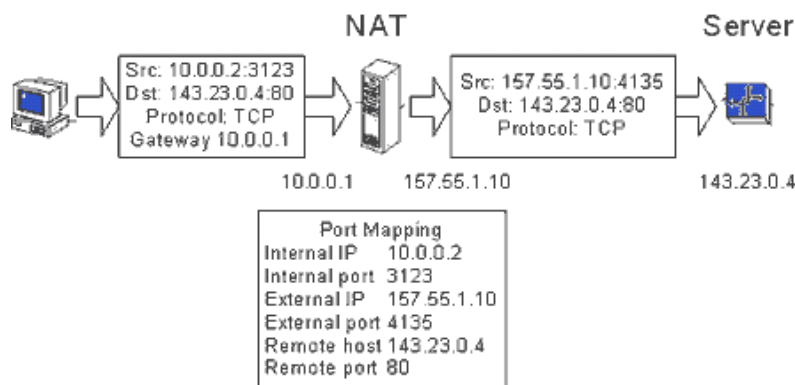 NAT
Server
Src: 10.0.0.2:3123
Dst: 143.23.0.4:80
Protocol: TCP
Gateway 10.0.0.1
Src: 157.55.1.10:4135
Dst: 143.23.0.4:80
Protocol: TCP
10.0.0.1
157.55.1.10
143.23.0.4
Port Mapping
Internal IP 10.0.0.2
Internal port 3123
External IP 157.55.1.10
External port 4135
Remote host 143.23.0.4
Remote port 80